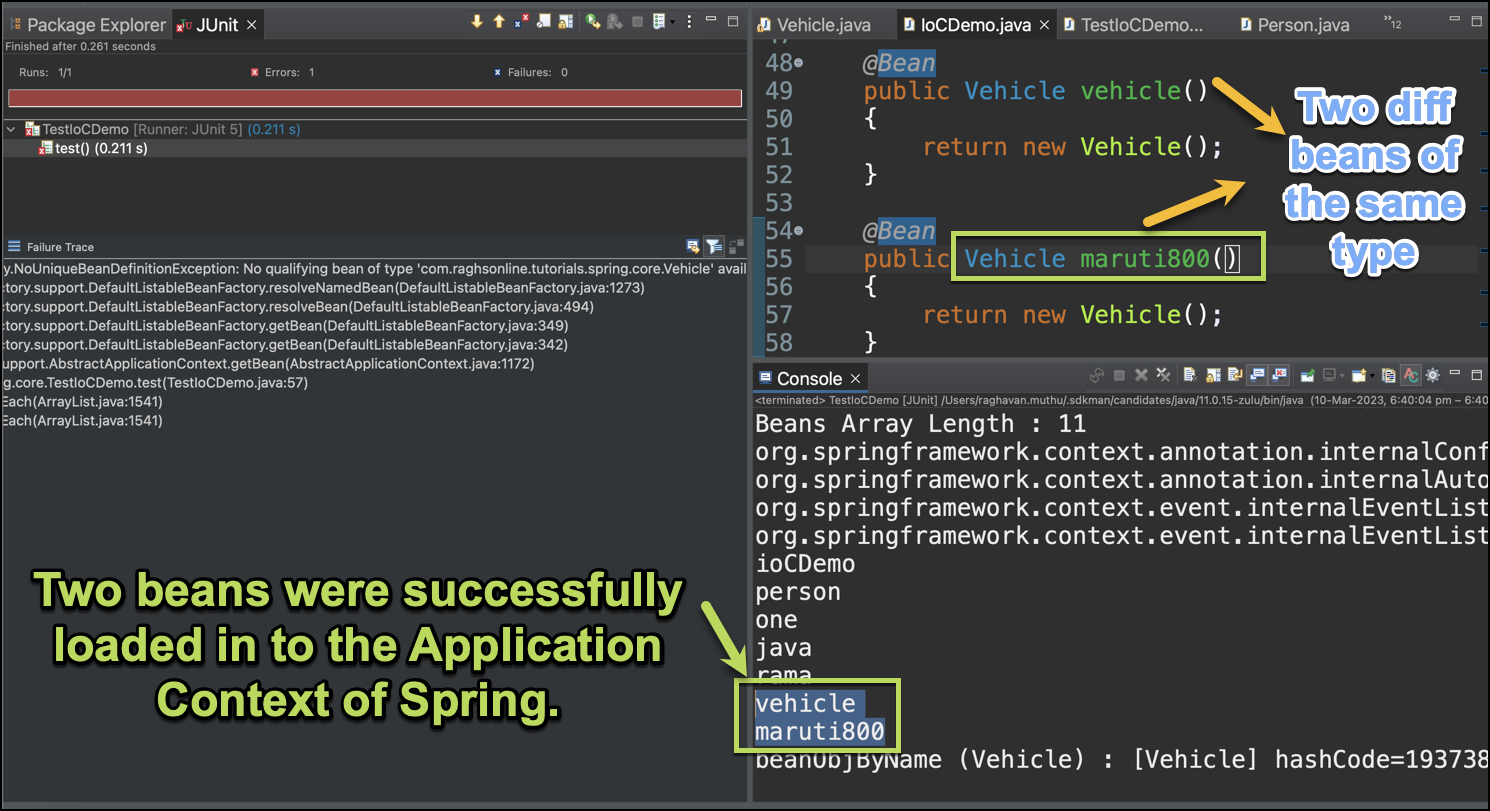 Package Explorer JUnit
Finished after 0.261 seconds
Runs: 1/1 Errors: 1 Failures: 0
TestIoCDemo [Runner: JUnit 5] (0.211 s)
test() (0.211 s)
Failure Trace
y.NoUniqueBeanDefinitionException: No qualifying bean of type 'com.raghsonline.tutorials.spring.core.Vehicle' avail
ctory.support.DefaultListableBeanFactory.resolveNamedBean(DefaultListableBeanFactory.java:1273)
ctory.support.DefaultListableBeanFactory.resolveBean(DefaultListableBeanFactory.java:494)
ctory.support.DefaultListableBeanFactory.getBean(DefaultListableBeanFactory.java:349)
ctory.support.DefaultListableBeanFactory.getBean(DefaultListableBeanFactory.java:342)
upport.AbstractApplicationContext.getBean(AbstractApplicationContext.java:1172)
g.core.TestIoCDemo.test(TestIoCDemo.java:57)
Each(ArrayList.java:1541)
Each(ArrayList.java:1541)
Two beans were successfully
loaded in to the Application
Context of Spring.
Vehicle.java IoCDemo.java TestIoCDemo... Person.java »12
48 @Bean
49 public Vehicle vehicle()
50 {
51 return new Vehicle();
52 }
53
54 @Bean
55 public Vehicle maruti800()
56 {
57 return new Vehicle();
58 }
Two diff
beans of
the same
type
Console
<terminated> TestIoCDemo [JUnit] /Users/raghavan.muthu/.sdkman/candidates/java/11.0.15-zulu/bin/java (10-Mar-2023, 6:40:04 pm – 6:40
Beans Array Length : 11
org.springframework.context.annotation.internalConf
org.springframework.context.annotation.internalAuto
org.springframework.context.event.internalEventList
org.springframework.context.event.internalEventList
ioCDemo
person
one
java
rama
vehicle
maruti800
beanObjByName (Vehicle) : [Vehicle] hashCode=193738